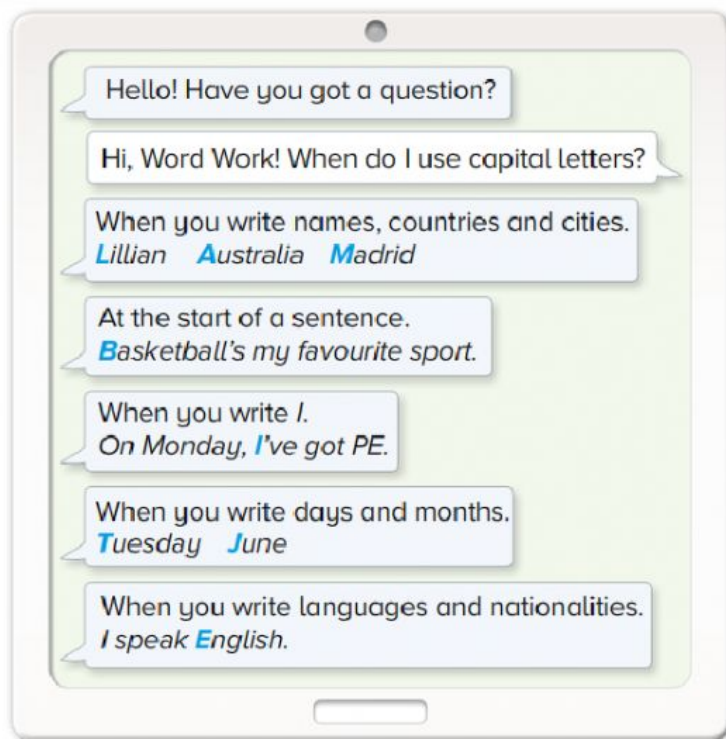 Hello! Have you got a question?
Hi, Word Work! When do I use capital letters?
When you write names, countries and cities.
Lillian Australia Madrid
At the start of a sentence.
Basketball's my favourite sport.
When you write I.
On Monday, I've got PE.
When you write days and months.
Tuesday June
When you write languages and nationalities.
I speak English.